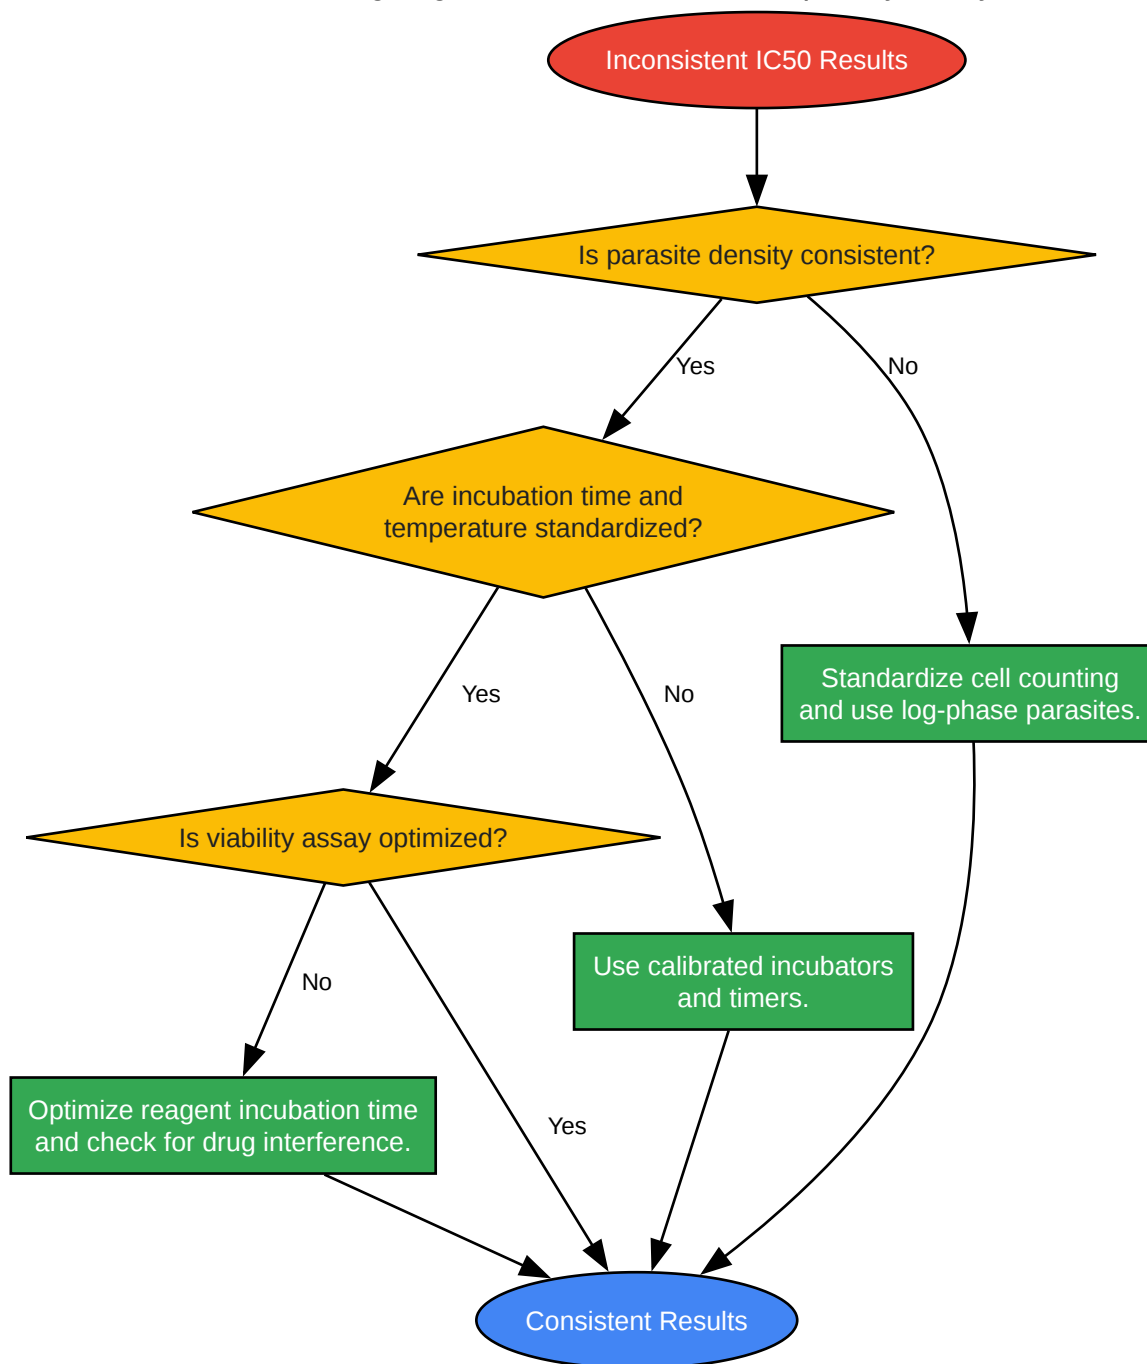 Inconsistent IC50 Results
Is parasite density consistent?
Yes
No
Are incubation time and
temperature standardized?
Standardize cell counting
and use log-phase parasites.
Yes
No
Is viability assay optimized?
Use calibrated incubators
and timers.
No
Optimize reagent incubation time
and check for drug interference.
Yes
Consistent Results